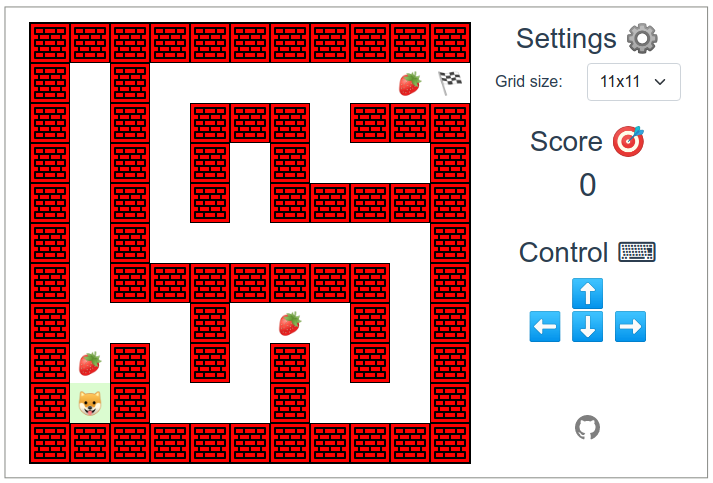 Settings ⚙️
Grid size:
11x11
Score 🎯
0
Control ⌨